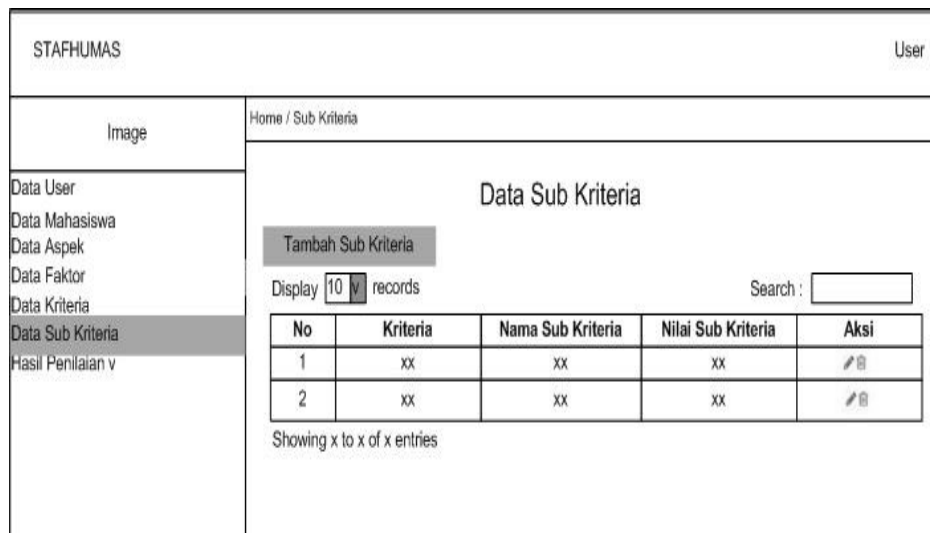 STAFHUMAS
User
Image
Home / Sub Kriteria
Data User
Data Mahasiswa
Data Aspek
Data Faktor
Data Kriteria
Data Sub Kriteria
Hasil Penilaian v
Data Sub Kriteria
Tambah Sub Kriteria
Display 10 v records
Search :
No Kriteria Nama Sub Kriteria Nilai Sub Kriteria Aksi
1 xx xx xx
2 xx xx xx
Showing x to x of x entries